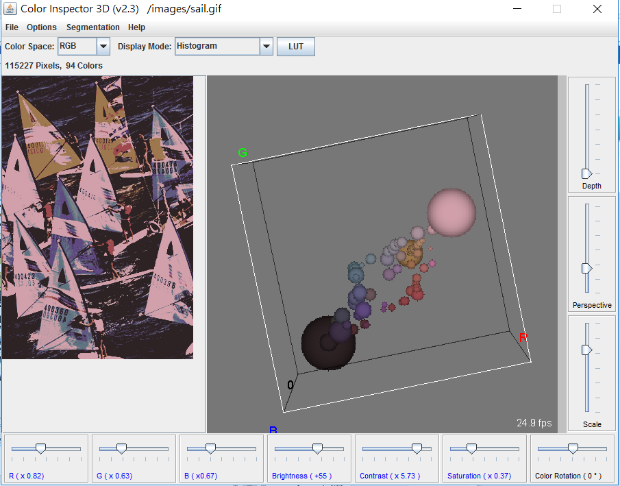 Color Inspector 3D (v2.3) /images/sail.gif
File Options Segmentation Help
Color Space: RGB Display Mode: Histogram LUT
115227 Pixels, 94 Colors
G
R
0
B
24.9 fps
Depth
Perspective
Scale
R ( x 0.82) G ( x 0.63) B ( x0.67) Brightness ( +55 ) Contrast ( x 5.73 ) Saturation ( x 0.37) Color Rotation ( 0 ° )